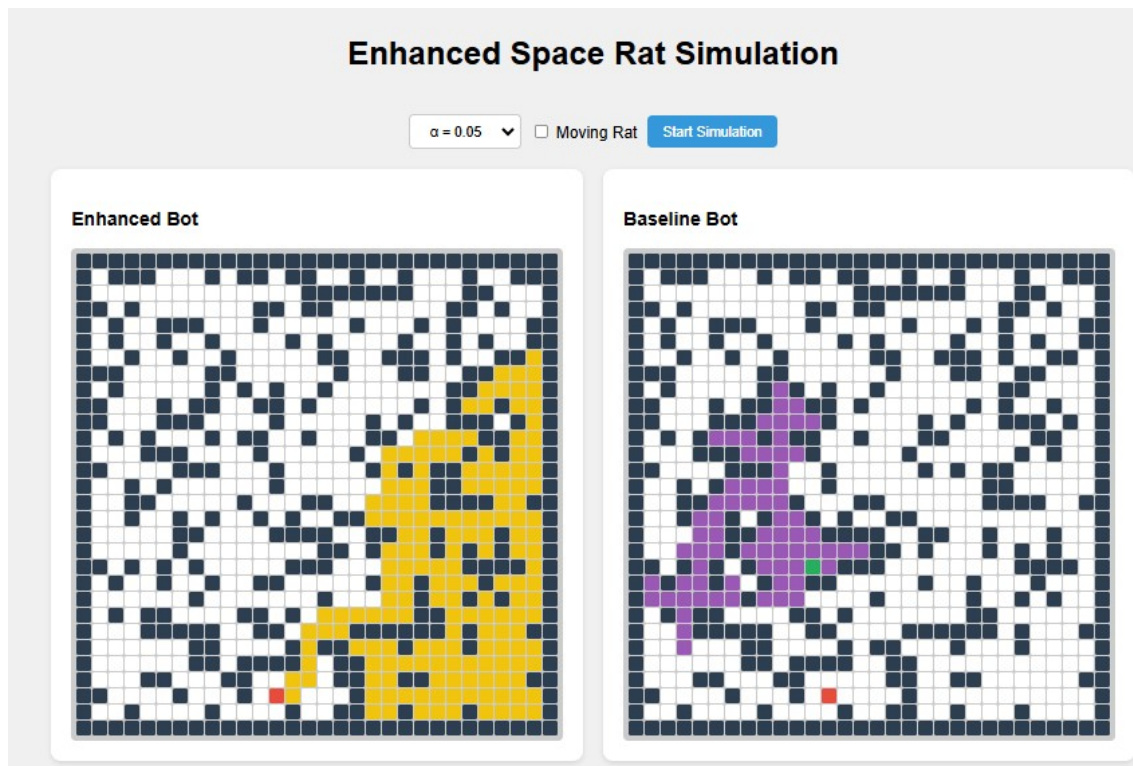 Enhanced Space Rat Simulation
α = 0.05 Moving Rat Start Simulation
Enhanced Bot
Baseline Bot